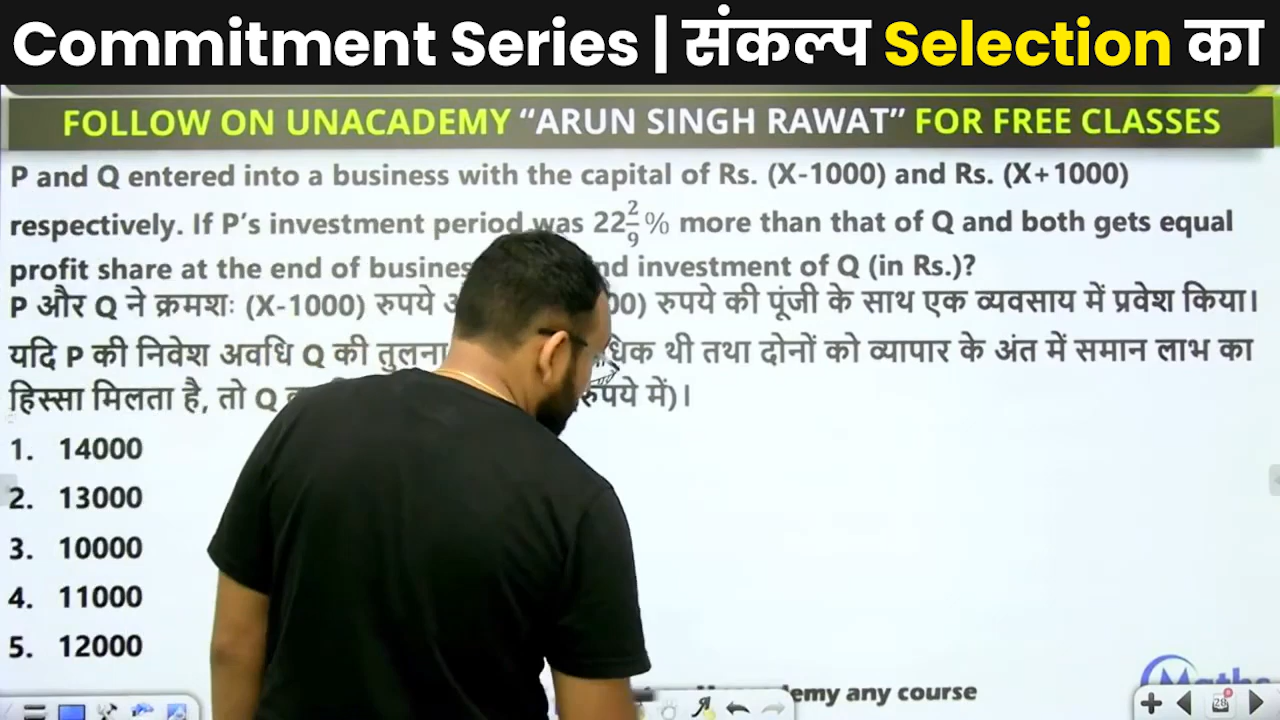 Commitment Series | संकल्प Selection का
FOLLOW ON UNACADEMY “ARUN SINGH RAWAT” FOR FREE CLASSES
P and Q entered into a business with the capital of Rs. (X-1000) and Rs. (X+1000)
respectively. If P’s investment period was 22 2/9 % more than that of Q and both gets equal
profit share at the end of busines nd investment of Q (in Rs.)?
P और Q ने क्रमशः (X-1000) रुपये 00) रुपये की पूंजी के साथ एक व्यवसाय में प्रवेश किया।
यदि P की निवेश अवधि Q की तुलना धिक थी तथा दोनों को व्यापार के अंत में समान लाभ का
हिस्सा मिलता है, तो Q रुपये में)।
1. 14000
2. 13000
3. 10000
4. 11000
5. 12000
Maths
demy any course
28